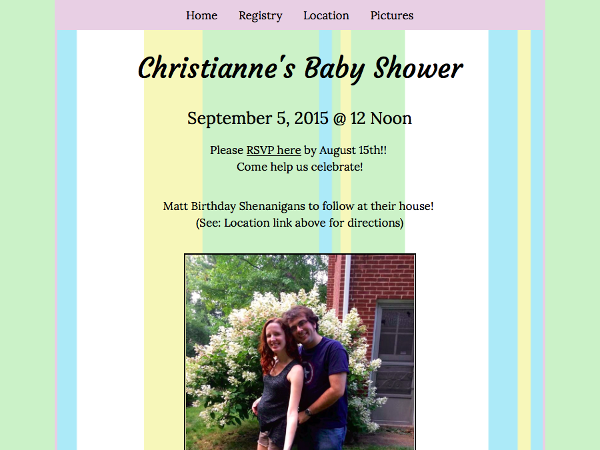 Home Registry Location Pictures
Christianne's Baby Shower
September 5, 2015 @ 12 Noon
Please RSVP here by August 15th!!
Come help us celebrate!
Matt Birthday Shenanigans to follow at their house!
(See: Location link above for directions)